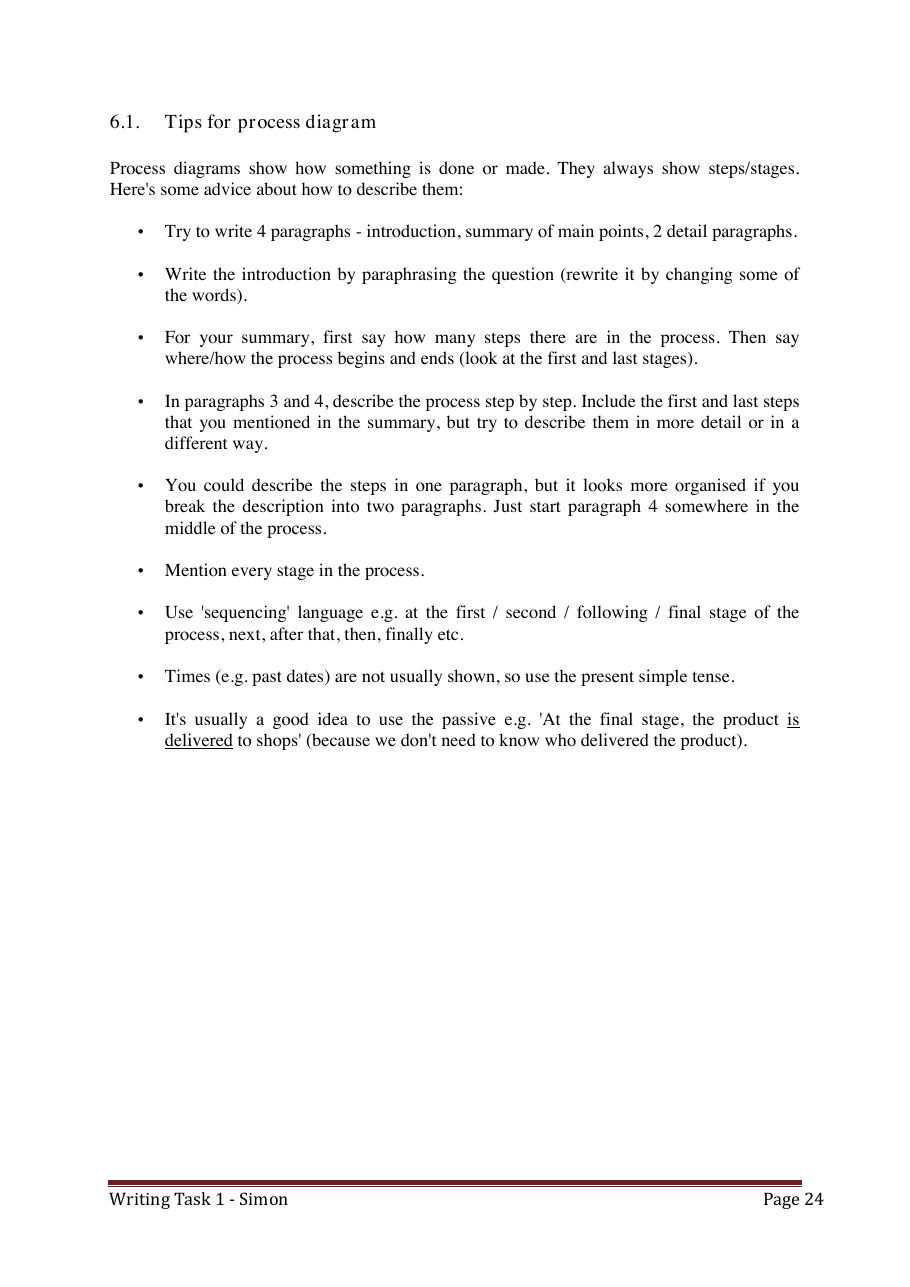 6.1. Tips for process diagram
Process diagrams show how something is done or made. They always show steps/stages.
Here's some advice about how to describe them:
• Try to write 4 paragraphs - introduction, summary of main points, 2 detail paragraphs.
• Write the introduction by paraphrasing the question (rewrite it by changing some of
the words).
• For your summary, first say how many steps there are in the process. Then say
where/how the process begins and ends (look at the first and last stages).
• In paragraphs 3 and 4, describe the process step by step. Include the first and last steps
that you mentioned in the summary, but try to describe them in more detail or in a
different way.
• You could describe the steps in one paragraph, but it looks more organised if you
break the description into two paragraphs. Just start paragraph 4 somewhere in the
middle of the process.
• Mention every stage in the process.
• Use 'sequencing' language e.g. at the first / second / following / final stage of the
process, next, after that, then, finally etc.
• Times (e.g. past dates) are not usually shown, so use the present simple tense.
• It's usually a good idea to use the passive e.g. 'At the final stage, the product is
delivered to shops' (because we don't need to know who delivered the product).
Writing Task 1 - Simon Page 24